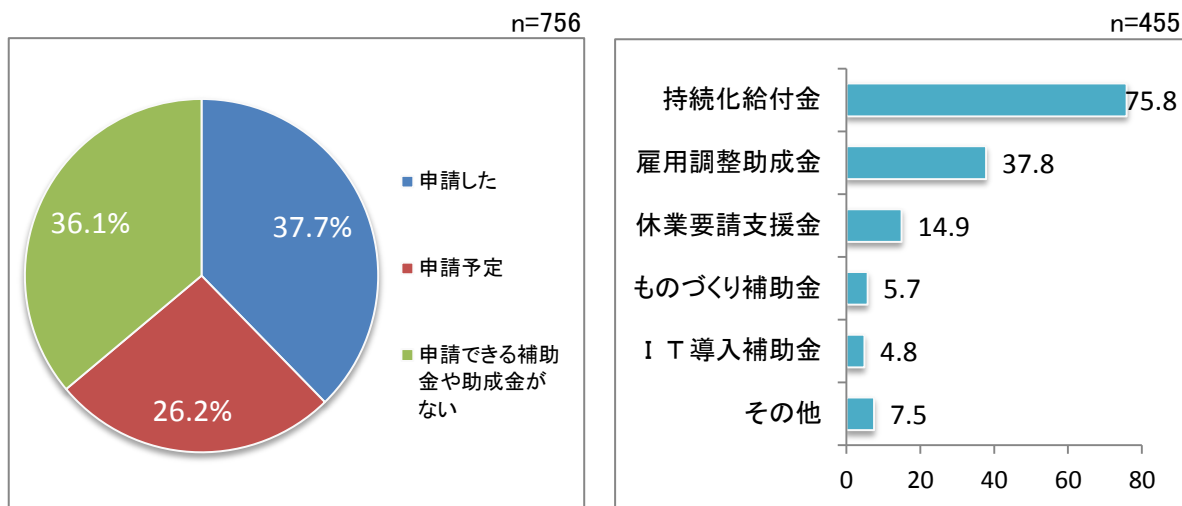 n=756
37.7%
26.2%
36.1%
申請した
申請予定
申請できる補助
金や助成金が
ない
n=455
持続化給付金 75.8
雇用調整助成金 37.8
休業要請支援金 14.9
ものづくり補助金 5.7
ＩＴ導入補助金 4.8
その他 7.5
0 20 40 60 80